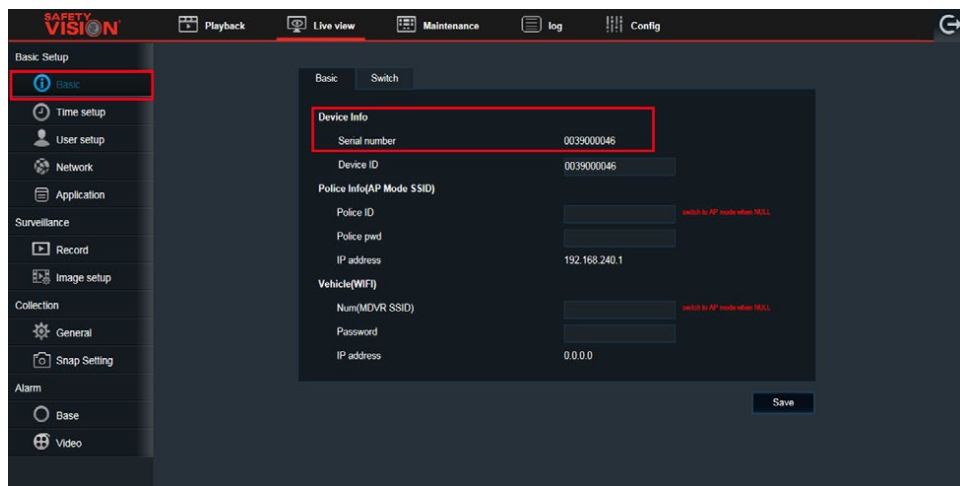 SAFETY VISION
Playback
Live view
Maintenance
log
Config
Basic Setup
Basic
Time setup
User setup
Network
Application
Surveillance
Record
Image setup
Collection
General
Snap Setting
Alarm
Base
Video
Basic
Switch
Device Info
Serial number 0039000046
Device ID 0039000046
Police Info(AP Mode SSID)
Police ID switch to AP mode when NULL
Police pwd
IP address 192.168.240.1
Vehicle(WIFI)
Num(MDVR SSID) switch to AP mode when NULL
Password
IP address 0.0.0.0
Save